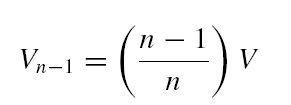 $V_{n-1} = \left( \frac{n-1}{n} \right) V$